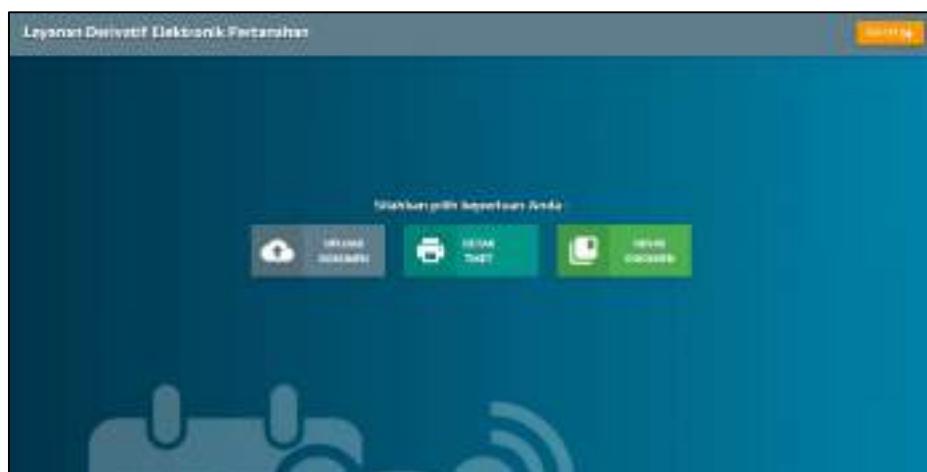 Layanan Derivatif Elektronik Pertanahan
Silahkan pilih keperluan Anda
UPLOAD
DOKUMEN
CETAK
TIKET
DOKUMEN